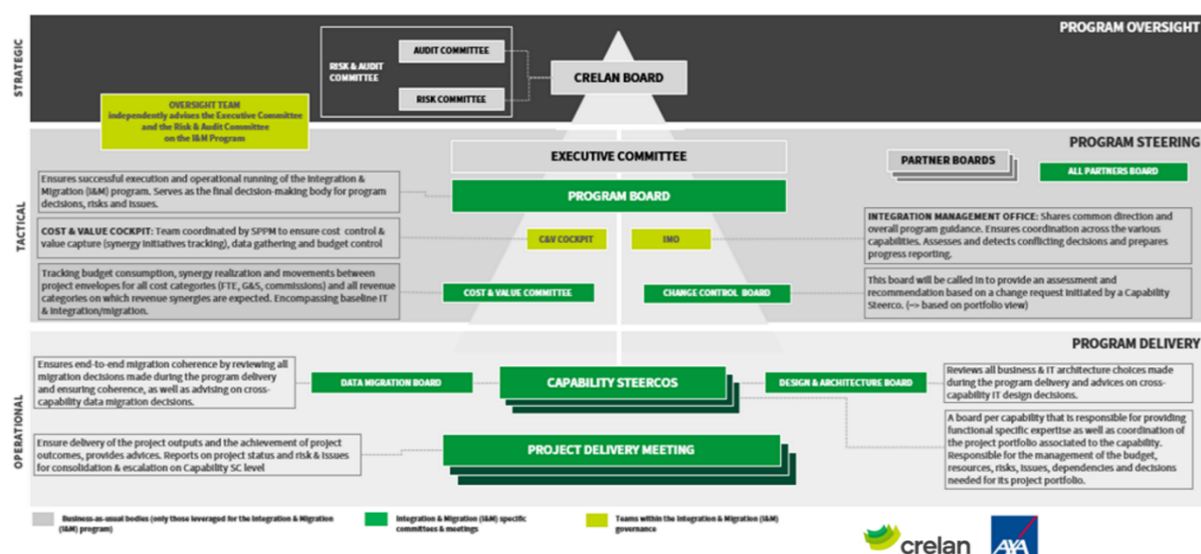 PROGRAM OVERSIGHT
STRATEGIC
RISK & AUDIT
COMMITTEE
AUDIT COMMITTEE
RISK COMMITTEE
CRELAN BOARD
OVERSIGHT TEAM
independently advises the Executive Committee
and the Risk & Audit Committee
on the I&M Program
PROGRAM STEERING
TACTICAL
EXECUTIVE COMMITTEE
PARTNER BOARDS
ALL PARTNERS BOARD
Ensures successful execution and operational running of the Integration &
Migration (I&M) program. Serves as the final decision-making body for program
decisions, risks and issues.
PROGRAM BOARD
COST & VALUE COCKPIT: Team coordinated by SPPM to ensure cost control &
value capture (synergy initiatives tracking), data gathering and budget control
C&V COCKPIT
IMO
INTEGRATION MANAGEMENT OFFICE: Shares common direction and
overall program guidance. Ensures coordination across the various
capabilities. Assesses and detects conflicting decisions and prepares
progress reporting.
Tracking budget consumption, synergy realization and movements between
project envelopes for all cost categories (FTE, G&S, commissions) and all revenue
categories on which revenue synergies are expected. Encompassing baseline IT
& integration/migration.
COST & VALUE COMMITTEE
CHANGE CONTROL BOARD
This board will be called in to provide an assessment and
recommendation based on a change request initiated by a Capability
Steerco. (~> based on portfolio view)
PROGRAM DELIVERY
OPERATIONAL
Ensures end-to-end migration coherence by reviewing all
migration decisions made during the program delivery
and ensuring coherence, as well as advising on cross-
capability data migration decisions.
DATA MIGRATION BOARD
CAPABILITY STEERCOS
DESIGN & ARCHITECTURE BOARD
Reviews all business & IT architecture choices made
during the program delivery and advices on cross-
capability IT design decisions.
Ensure delivery of the project outputs and the achievement of project
outcomes, provides advices. Reports on project status and risk & issues
for consolidation & escalation on Capability SC level
PROJECT DELIVERY MEETING
A board per capability that is responsible for providing
functional specific expertise as well as coordination of
the project portfolio associated to the capability.
Responsible for the management of the budget,
resources, risks, issues, dependencies and decisions
needed for its project portfolio.
Business-as-usual bodies (only those leveraged for the Integration & Migration
(I&M) program)
Integration & Migration (I&M) specific
committees & meetings
Teams within the Integration & Migration (I&M)
governance
crelan
AXA